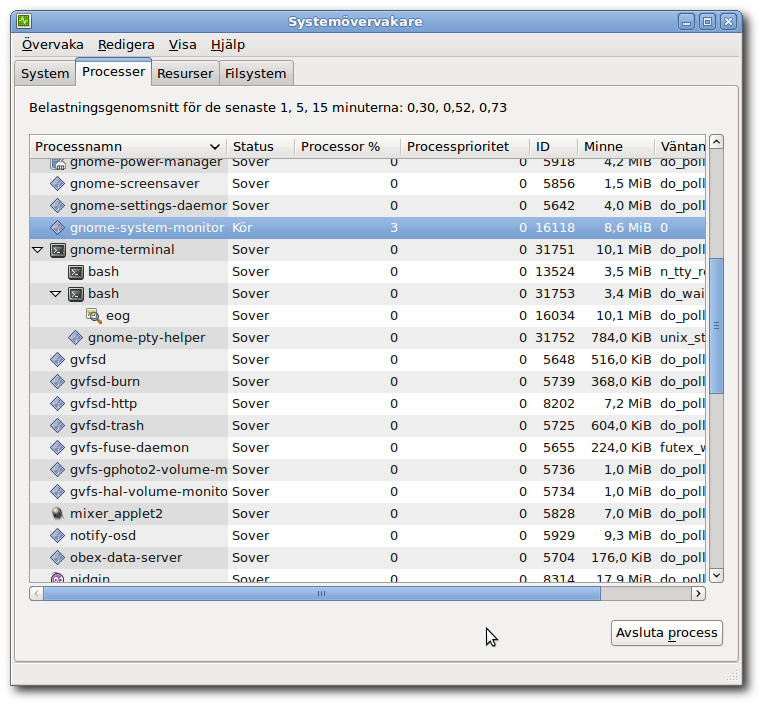 Systemövervakare
Övervaka Redigera Visa Hjälp
System Processer Resurser Filsystem
Belastningsgenomsnitt för de senaste 1, 5, 15 minuterna: 0,30, 0,52, 0,73
Processnamn Status Processor % Processprioritet ID Minne Väntan
gnome-power-manager Sover 0 0 5918 4,2 MiB do_poll
gnome-screensaver Sover 0 0 5856 1,5 MiB do_poll
gnome-settings-daemor Sover 0 0 5642 4,0 MiB do_poll
gnome-system-monitor Kör 3 0 16118 8,6 MiB 0
gnome-terminal Sover 0 0 31751 10,1 MiB do_poll
bash Sover 0 0 13524 3,5 MiB n_tty_re
bash Sover 0 0 31753 3,4 MiB do_wai
eog Sover 0 0 16034 10,1 MiB do_poll
gnome-pty-helper Sover 0 0 31752 784,0 KiB unix_st
gvfsd Sover 0 0 5648 516,0 KiB do_poll
gvfsd-burn Sover 0 0 5739 368,0 KiB do_poll
gvfsd-http Sover 0 0 8202 7,2 MiB do_poll
gvfsd-trash Sover 0 0 5725 604,0 KiB do_poll
gvfs-fuse-daemon Sover 0 0 5655 224,0 KiB futex_w
gvfs-gphoto2-volume-m Sover 0 0 5736 1,0 MiB do_poll
gvfs-hal-volume-monito Sover 0 0 5734 1,0 MiB do_poll
mixer_applet2 Sover 0 0 5828 7,0 MiB do_poll
notify-osd Sover 0 0 5929 9,3 MiB do_poll
obex-data-server Sover 0 0 5704 176,0 KiB do_poll
pidgin Sover 0 0 8314 17,9 MiB do_poll
Avsluta process